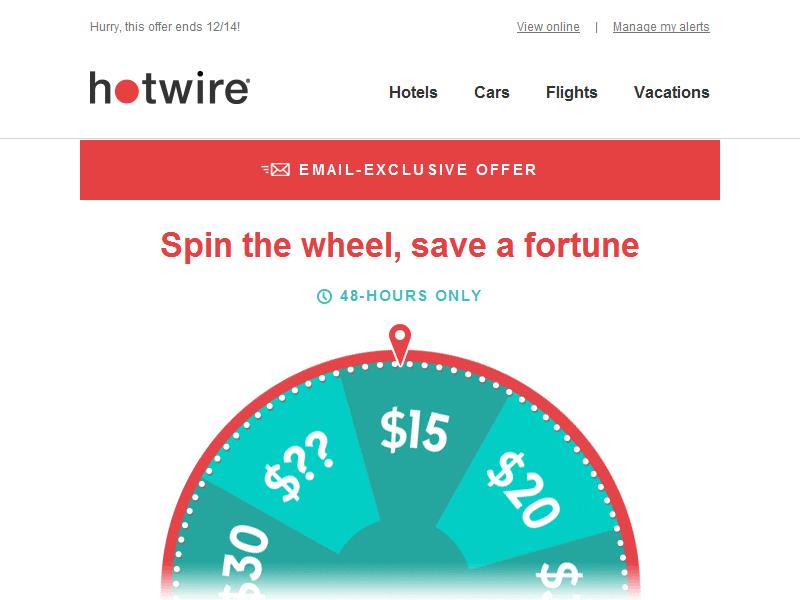 Hurry, this offer ends 12/14!
View online | Manage my alerts
hotwire®
Hotels Cars Flights Vacations
EMAIL-EXCLUSIVE OFFER
Spin the wheel, save a fortune
48-HOURS ONLY
$15
$??
$20
$30
$